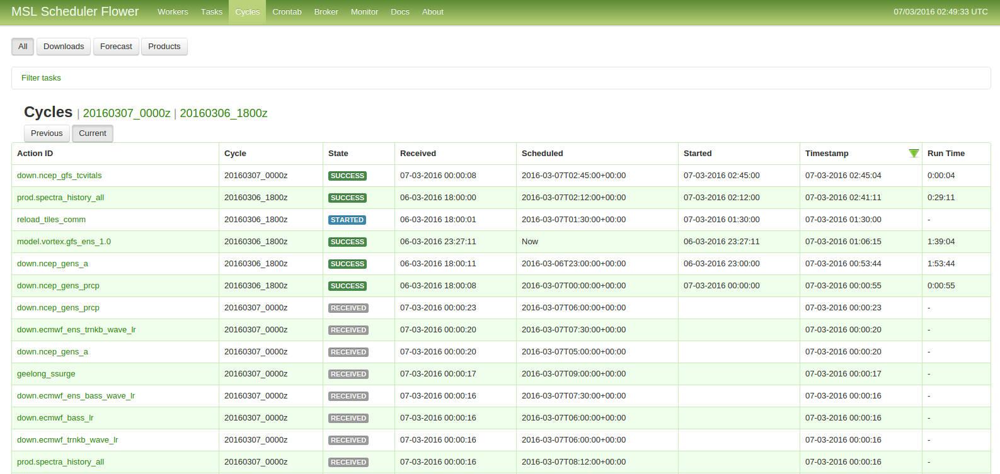 MSL Scheduler Flower Workers Tasks Cycles Crontab Broker Monitor Docs About 07/03/2016 02:49:33 UTC
All Downloads Forecast Products
Filter tasks
Cycles | 20160307_0000z | 20160306_1800z
Previous Current
Action ID Cycle State Received Scheduled Started Timestamp Run Time
down.ncep_gfs_tcvitals 20160307_0000z SUCCESS 07-03-2016 00:00:08 2016-03-07T02:45:00+00:00 07-03-2016 02:45:00 07-03-2016 02:45:04 0:00:04
prod.spectra_history_all 20160306_1800z SUCCESS 06-03-2016 18:00:00 2016-03-07T02:12:00+00:00 07-03-2016 02:12:00 07-03-2016 02:41:11 0:29:11
reload_tiles_comm 20160306_1800z STARTED 06-03-2016 18:00:01 2016-03-07T01:30:00+00:00 07-03-2016 01:30:00 07-03-2016 01:30:00 -
model.vortex.gfs_ens_1.0 20160306_1800z SUCCESS 06-03-2016 23:27:11 Now 06-03-2016 23:27:11 07-03-2016 01:06:15 1:39:04
down.ncep_gens_a 20160306_1800z SUCCESS 06-03-2016 18:00:11 2016-03-06T23:00:00+00:00 06-03-2016 23:00:00 07-03-2016 00:53:44 1:53:44
down.ncep_gens_prcp 20160306_1800z SUCCESS 06-03-2016 18:00:08 2016-03-07T00:00:00+00:00 07-03-2016 00:00:00 07-03-2016 00:00:55 0:00:55
down.ncep_gens_prcp 20160307_0000z RECEIVED 07-03-2016 00:00:23 2016-03-07T06:00:00+00:00 07-03-2016 00:00:23 -
down.ecmwf_ens_trnkb_wave_lr 20160307_0000z RECEIVED 07-03-2016 00:00:20 2016-03-07T07:30:00+00:00 07-03-2016 00:00:20 -
down.ncep_gens_a 20160307_0000z RECEIVED 07-03-2016 00:00:20 2016-03-07T05:00:00+00:00 07-03-2016 00:00:20 -
geelong_ssurge 20160307_0000z RECEIVED 07-03-2016 00:00:17 2016-03-07T09:00:00+00:00 07-03-2016 00:00:17 -
down.ecmwf_ens_bass_wave_lr 20160307_0000z RECEIVED 07-03-2016 00:00:16 2016-03-07T07:30:00+00:00 07-03-2016 00:00:16 -
down.ecmwf_bass_lr 20160307_0000z RECEIVED 07-03-2016 00:00:16 2016-03-07T06:00:00+00:00 07-03-2016 00:00:16 -
down.ecmwf_trnkb_wave_lr 20160307_0000z RECEIVED 07-03-2016 00:00:16 2016-03-07T06:00:00+00:00 07-03-2016 00:00:16 -
prod.spectra_history_all 20160307_0000z RECEIVED 07-03-2016 00:00:16 2016-03-07T08:12:00+00:00 07-03-2016 00:00:16 -